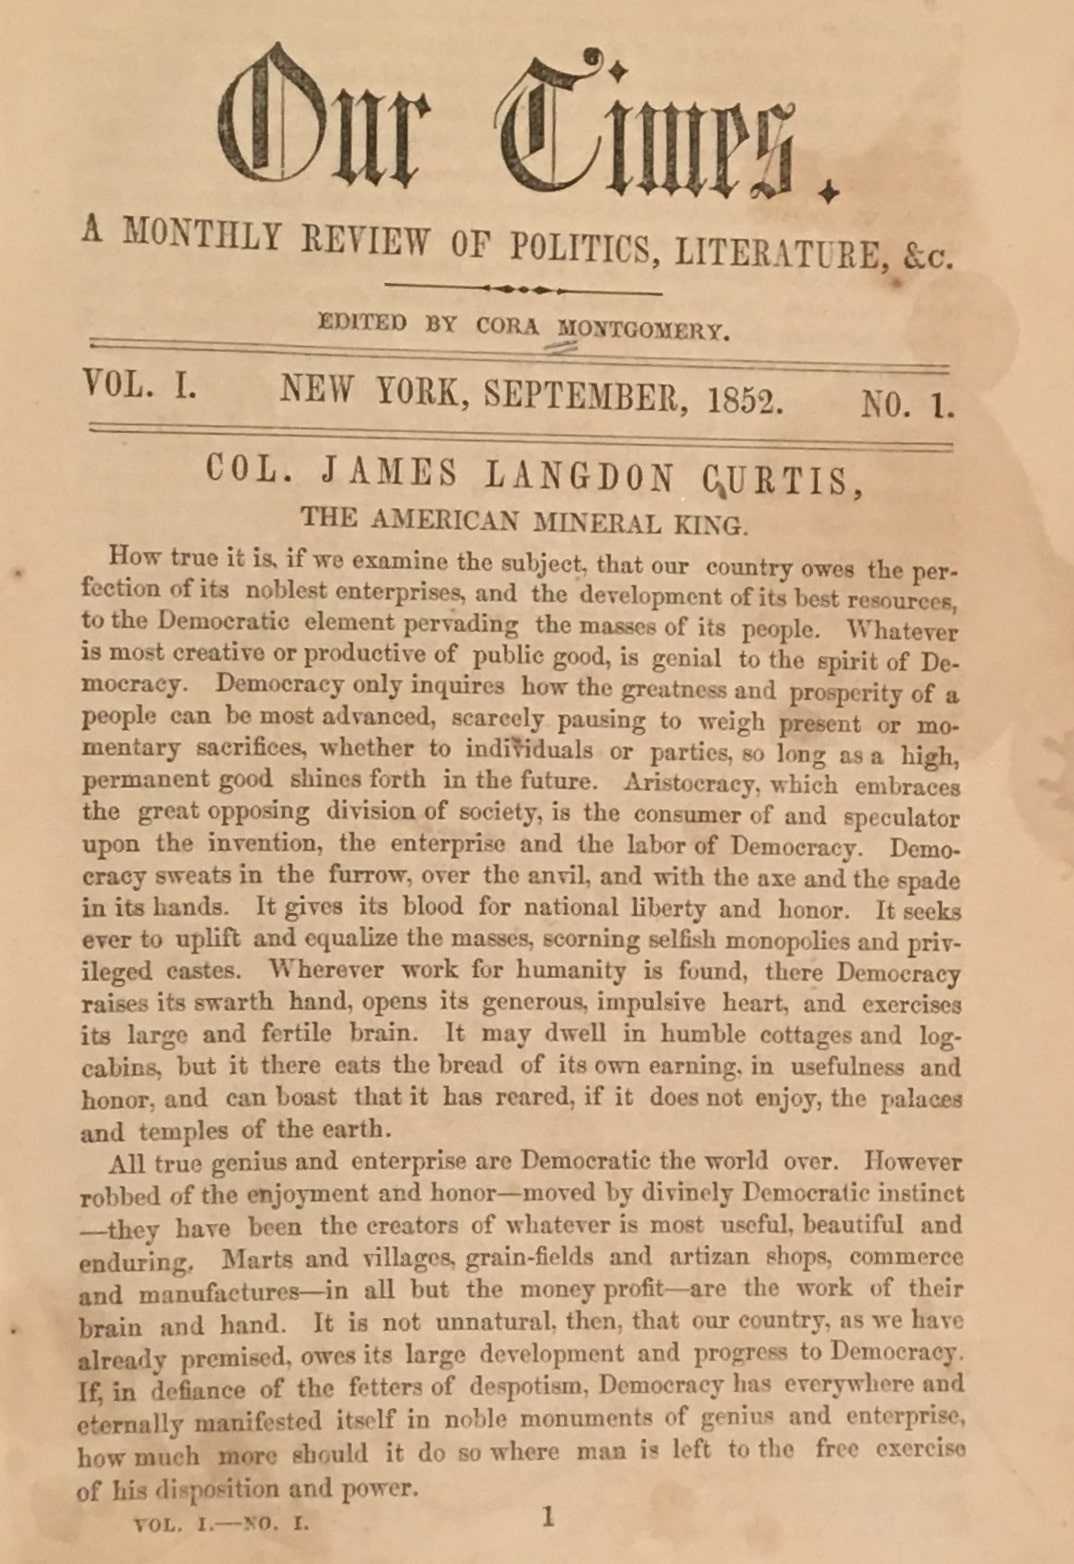 Our Times.
A MONTHLY REVIEW OF POLITICS, LITERATURE, &c.
EDITED BY CORA MONTGOMERY.
VOL. I. NEW YORK, SEPTEMBER, 1852. NO. 1.
COL. JAMES LANGDON CURTIS,
THE AMERICAN MINERAL KING.
How true it is, if we examine the subject, that our country owes the per-
fection of its noblest enterprises, and the development of its best resources,
to the Democratic element pervading the masses of its people. Whatever
is most creative or productive of public good, is genial to the spirit of De-
mocracy. Democracy only inquires how the greatness and prosperity of a
people can be most advanced, scarcely pausing to weigh present or mo-
mentary sacrifices, whether to individuals or parties, so long as a high,
permanent good shines forth in the future. Aristocracy, which embraces
the great opposing division of society, is the consumer of and speculator
upon the invention, the enterprise and the labor of Democracy. Demo-
cracy sweats in the furrow, over the anvil, and with the axe and the spade
in its hands. It gives its blood for national liberty and honor. It seeks
ever to uplift and equalize the masses, scorning selfish monopolies and priv-
ileged castes. Wherever work for humanity is found, there Democracy
raises its swarth hand, opens its generous, impulsive heart, and exercises
its large and fertile brain. It may dwell in humble cottages and log-
cabins, but it there eats the bread of its own earning, in usefulness and
honor, and can boast that it has reared, if it does not enjoy, the palaces
and temples of the earth.
All true genius and enterprise are Democratic the world over. However
robbed of the enjoyment and honor—moved by divinely Democratic instinct
—they have been the creators of whatever is most useful, beautiful and
enduring. Marts and villages, grain-fields and artizan shops, commerce
and manufactures—in all but the money profit—are the work of their
brain and hand. It is not unnatural, then, that our country, as we have
already premised, owes its large development and progress to Democracy.
If, in defiance of the fetters of despotism, Democracy has everywhere and
eternally manifested itself in noble monuments of genius and enterprise,
how much more should it do so where man is left to the free exercise
of his disposition and power.
VOL. I.—NO. I. 1